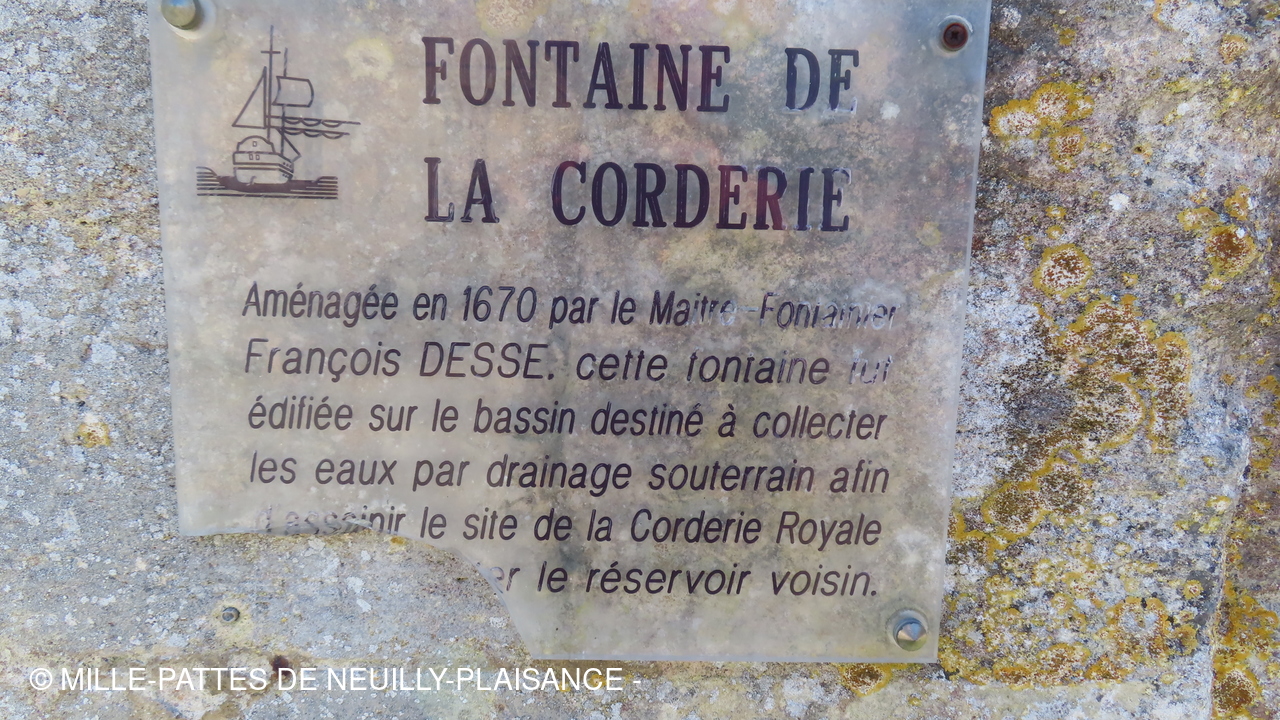 FONTAINE DE
LA CORDERIE
Aménagée en 1670 par le Maitre-Fontainier
François DESSE. cette fontaine fut
édifiée sur le bassin destiné à collecter
les eaux par drainage souterrain afin
d'assainir le site de la Corderie Royale
er le réservoir voisin.
© MILLE-PATTES DE NEUILLY-PLAISANCE -